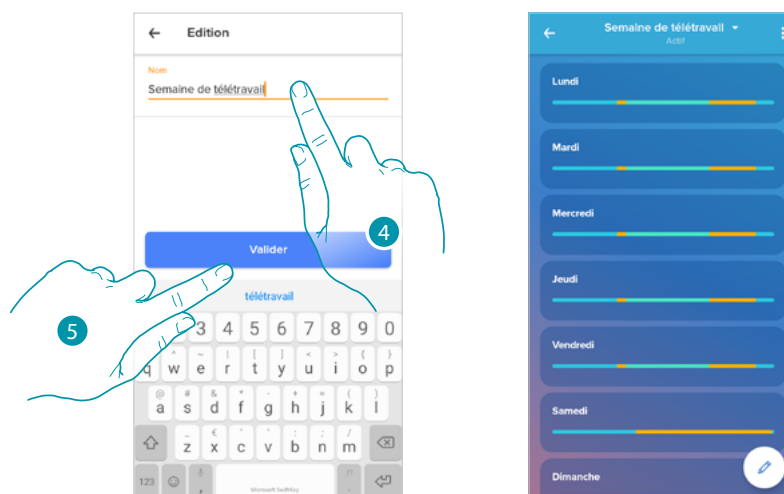 Edition
Nom
Semaine de télétravail
4
Valider
5
télétravail
3 4 5 6 7 8 9 0
q w e r t y u i o p
a s d f g h j k l
z x c v b n m
123
Microsoft SwiftKey
Semaine de télétravail
Actif
Lundi
Mardi
Mercredi
Jeudi
Vendredi
Samedi
Dimanche